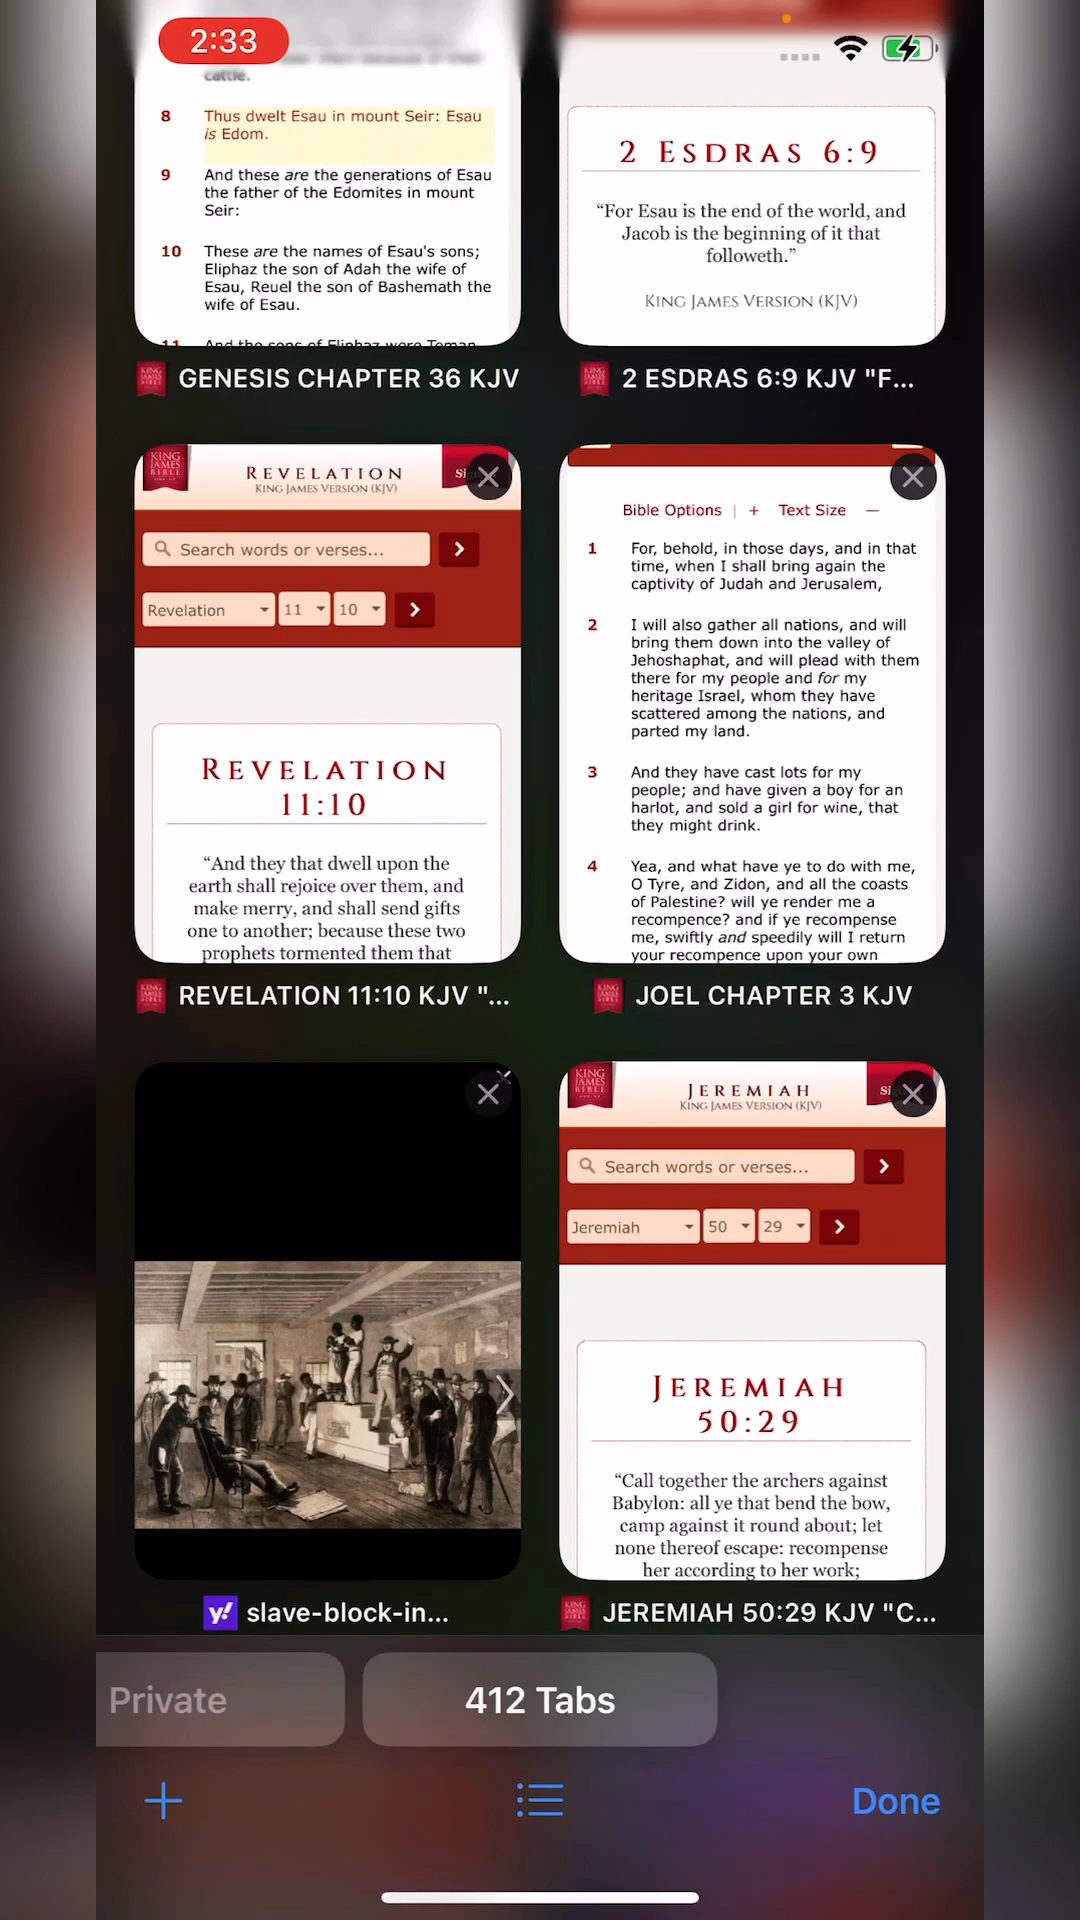 2:33
cattle.
8 Thus dwelt Esau in mount Seir: Esau
is Edom.
9 And these are the generations of Esau
the father of the Edomites in mount
Seir:
10 These are the names of Esau's sons;
Eliphaz the son of Adah the wife of
Esau, Reuel the son of Bashemath the
wife of Esau.
11 And the sons of Eliphaz were Teman,
GENESIS CHAPTER 36 KJV
2 ESDRAS 6:9
“For Esau is the end of the world, and
Jacob is the beginning of it that
followeth.”
KING JAMES VERSION (KJV)
2 ESDRAS 6:9 KJV "F...
KING
JAMES
BIBLE
REVELATION
KING JAMES VERSION (KJV)
Search words or verses...
Revelation 11 10
REVELATION
11:10
“And they that dwell upon the
earth shall rejoice over them, and
make merry, and shall send gifts
one to another; because these two
prophets tormented them that
REVELATION 11:10 KJV "...
Bible Options | + Text Size —
1 For, behold, in those days, and in that
time, when I shall bring again the
captivity of Judah and Jerusalem,
2 I will also gather all nations, and will
bring them down into the valley of
Jehoshaphat, and will plead with them
there for my people and for my
heritage Israel, whom they have
scattered among the nations, and
parted my land.
3 And they have cast lots for my
people; and have given a boy for an
harlot, and sold a girl for wine, that
they might drink.
4 Yea, and what have ye to do with me,
O Tyre, and Zidon, and all the coasts
of Palestine? will ye render me a
recompence? and if ye recompense
me, swiftly and speedily will I return
your recompence upon your own
JOEL CHAPTER 3 KJV
y! slave-block-in...
KING
JAMES
BIBLE
JEREMIAH
KING JAMES VERSION (KJV)
Search words or verses...
Jeremiah 50 29
JEREMIAH
50:29
“Call together the archers against
Babylon: all ye that bend the bow,
camp against it round about; let
none thereof escape: recompense
her according to her work;
JEREMIAH 50:29 KJV "C...
Private
412 Tabs
Done